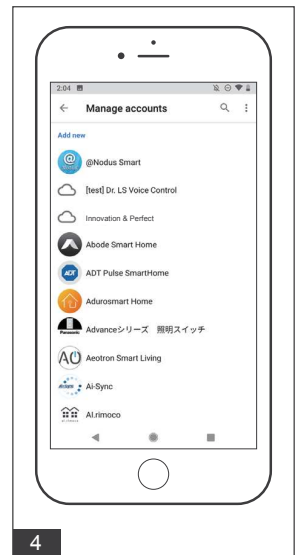 2:04
Manage accounts
Add new
@Nodus Smart
[test] Dr. LS Voice Control
Innovation & Perfect
Abode Smart Home
ADT
ADT Pulse SmartHome
Adurosmart Home
Panasonic
Advanceシリーズ 照明スイッチ
AO
Aeotron Smart Living
Ai-Sync
AI.rimoco
4